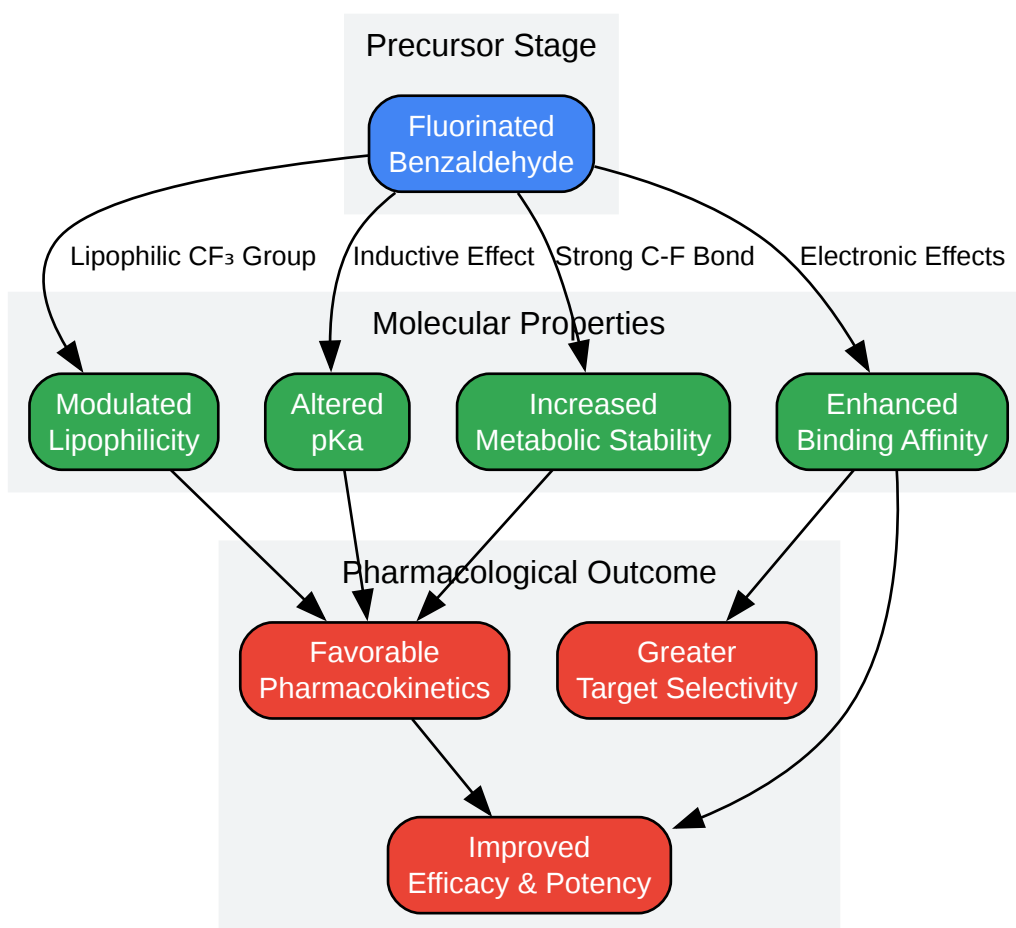 Precursor Stage
Fluorinated
Benzaldehyde
Lipophilic CF₃ Group
Inductive Effect
Strong C-F Bond
Electronic Effects
Molecular Properties
Modulated
Lipophilicity
Altered
pKa
Increased
Metabolic Stability
Enhanced
Binding Affinity
Pharmacological Outcome
Favorable
Pharmacokinetics
Greater
Target Selectivity
Improved
Efficacy & Potency